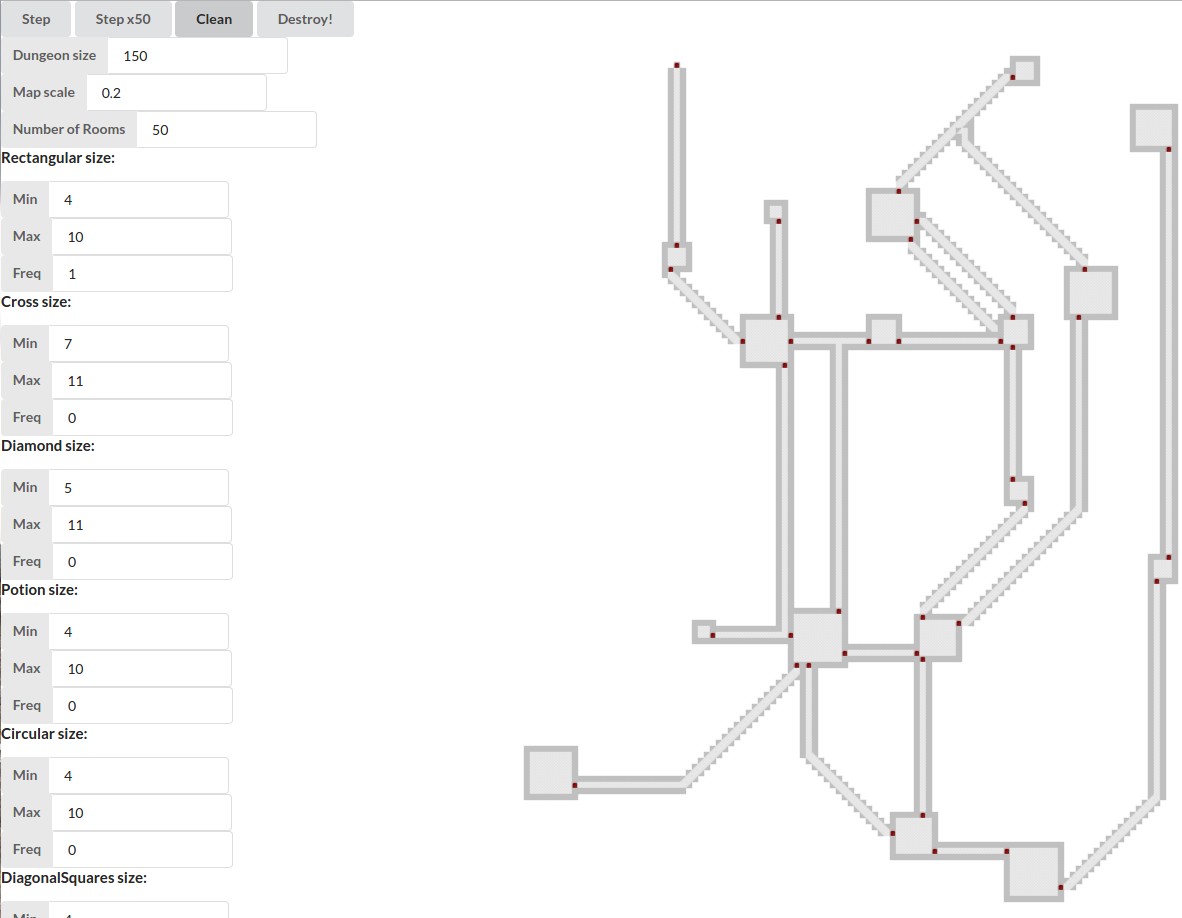 Step Step x50 Clean Destroy!
Dungeon size 150
Map scale 0.2
Number of Rooms 50
Rectangular size:
Min 4
Max 10
Freq 1
Cross size:
Min 7
Max 11
Freq 0
Diamond size:
Min 5
Max 11
Freq 0
Potion size:
Min 4
Max 10
Freq 0
Circular size:
Min 4
Max 10
Freq 0
DiagonalSquares size:
Min 4